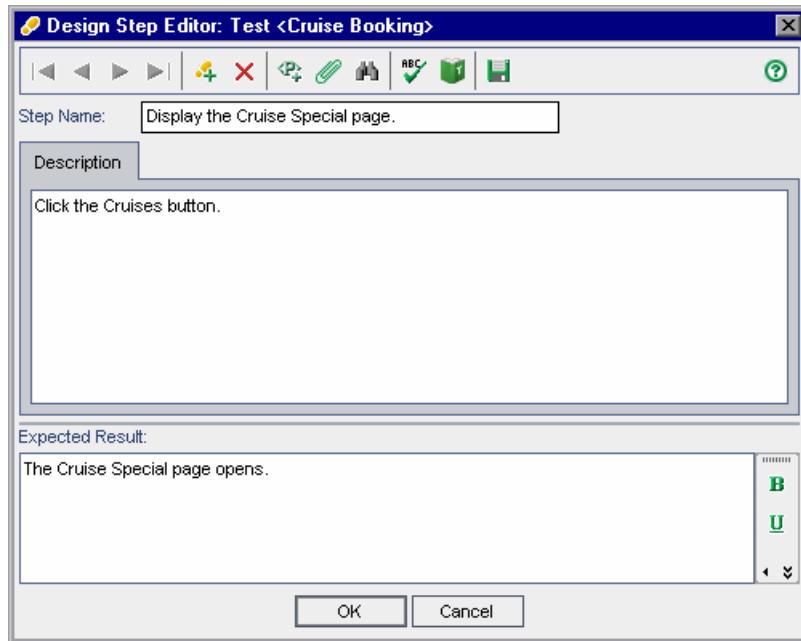 Design Step Editor: Test <Cruise Booking>
<P>
ABC
?
Step Name: Display the Cruise Special page.
Description
Click the Cruises button.
Expected Result:
The Cruise Special page opens.
B
U
OK Cancel